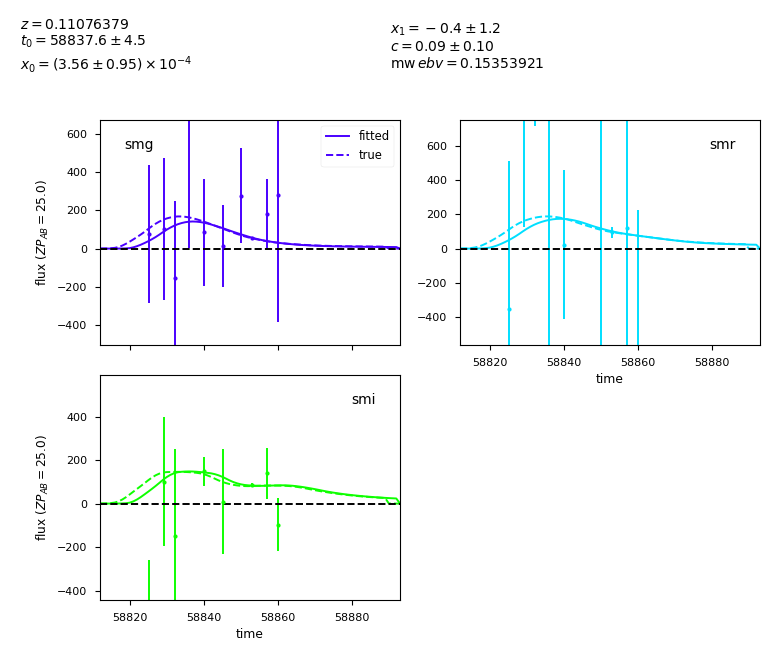 z = 0.11076379
t₀ = 58837.6 ± 4.5
x₀ = (3.56 ± 0.95) × 10⁻⁴
x₁ = −0.4 ± 1.2
c = 0.09 ± 0.10
mw ebv = 0.15353921
smg
fitted
true
600
400
200
0
−200
−400
flux (ZP_AB = 25.0)
smr
600
400
200
0
−200
−400
58820 58840 58860 58880
time
smi
400
200
0
−200
−400
flux (ZP_AB = 25.0)
58820 58840 58860 58880
time